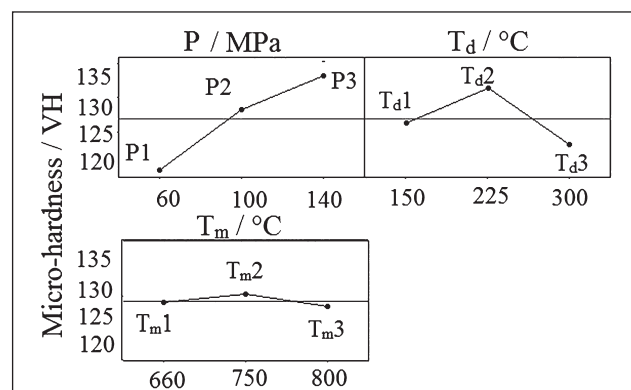 P / MPa
T_d / °C
Micro-hardness / VH
135
130
125
120
P1
P2
P3
T_d1
T_d2
T_d3
60 100 140
150 225 300
T_m / °C
135
130
125
120
T_m1
T_m2
T_m3
660 750 800